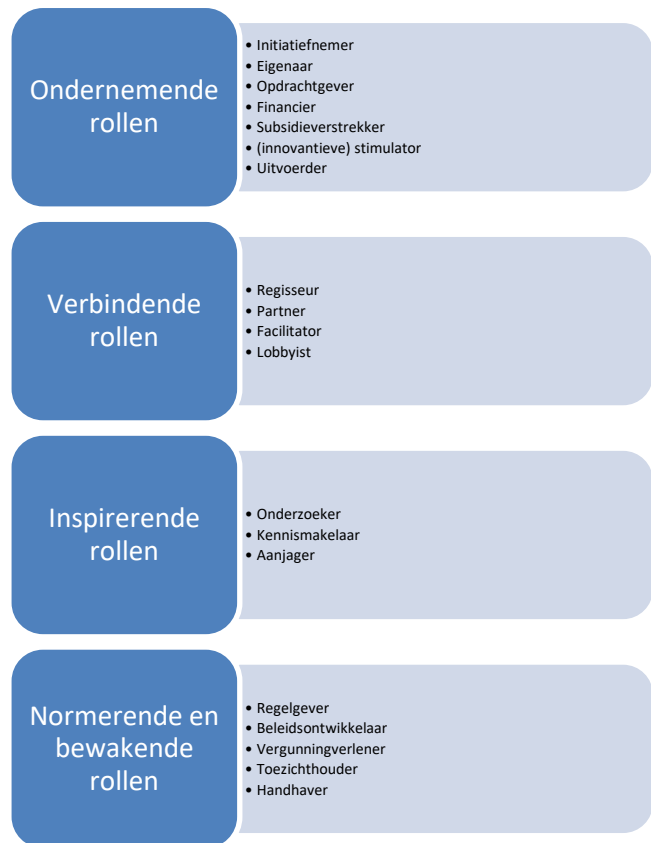 Ondernemende
rollen
• Initiatiefnemer
• Eigenaar
• Opdrachtgever
• Financier
• Subsidieverstrekker
• (innovantieve) stimulator
• Uitvoerder
Verbindende
rollen
• Regisseur
• Partner
• Facilitator
• Lobbyist
Inspirerende
rollen
• Onderzoeker
• Kennismakelaar
• Aanjager
Normerende en
bewakende
rollen
• Regelgever
• Beleidsontwikkelaar
• Vergunningverlener
• Toezichthouder
• Handhaver